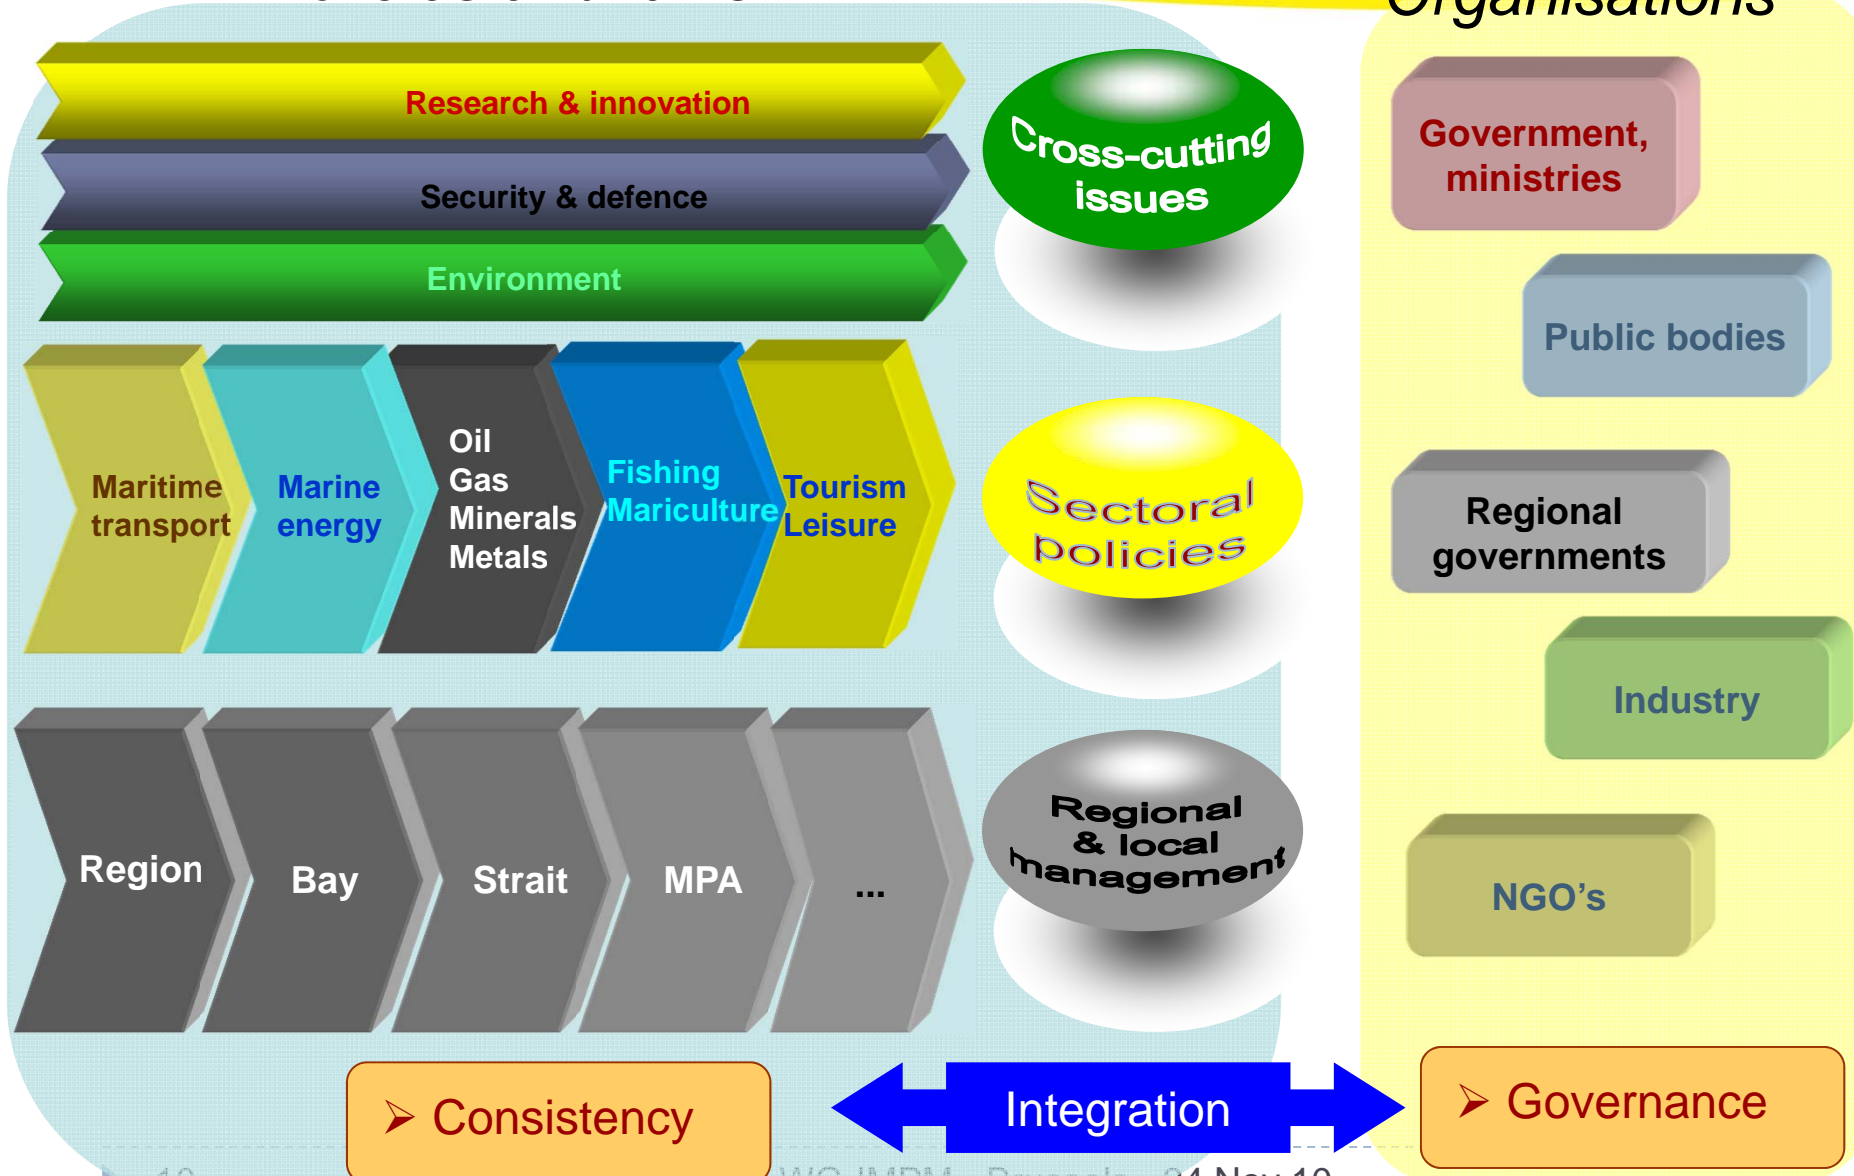 Organisations
Research & innovation
Security & defence
Environment
Cross-cutting
issues
Maritime
transport
Marine
energy
Oil
Gas
Minerals
Metals
Fishing
Mariculture
Tourism
Leisure
Sectoral
policies
Region
Bay
Strait
MPA
...
Regional
& local
management
Government,
ministries
Public bodies
Regional
governments
Industry
NGO's
➢ Consistency
Integration
➢ Governance
Nov 10